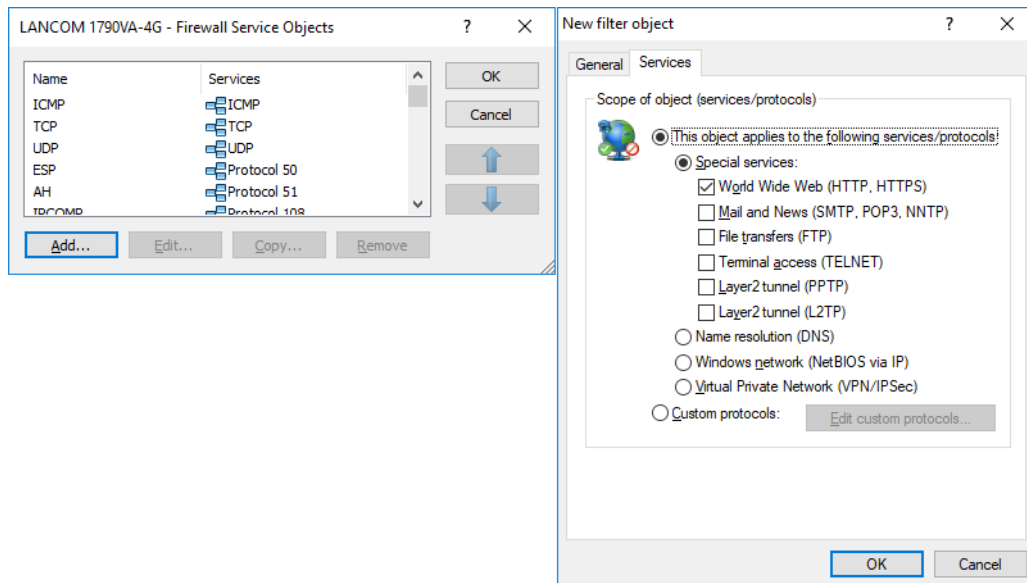 LANCOM 1790VA-4G - Firewall Service Objects ? ×
Name Services
ICMP ICMP
TCP TCP
UDP UDP
ESP Protocol 50
AH Protocol 51
IPCOMP Protocol 108
OK
Cancel
Add... Edit... Copy... Remove
New filter object ? ×
General Services
Scope of object (services/protocols)
This object applies to the following services/protocols!
Special services:
World Wide Web (HTTP, HTTPS)
Mail and News (SMTP, POP3, NNTP)
File transfers (FTP)
Terminal access (TELNET)
Layer2 tunnel (PPTP)
Layer2 tunnel (L2TP)
Name resolution (DNS)
Windows network (NetBIOS via IP)
Virtual Private Network (VPN/IPSec)
Custom protocols: Edit custom protocols...
OK Cancel